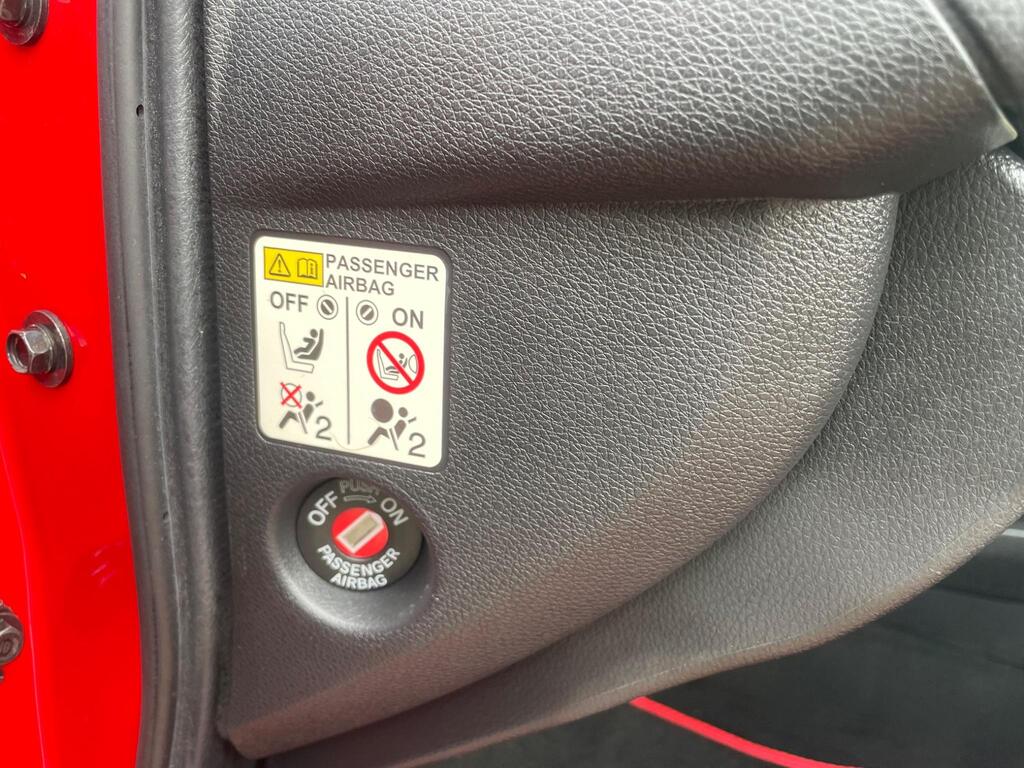 PASSENGER
AIRBAG
OFF ON
2 2
PUSH
OFF ON
PASSENGER
AIRBAG